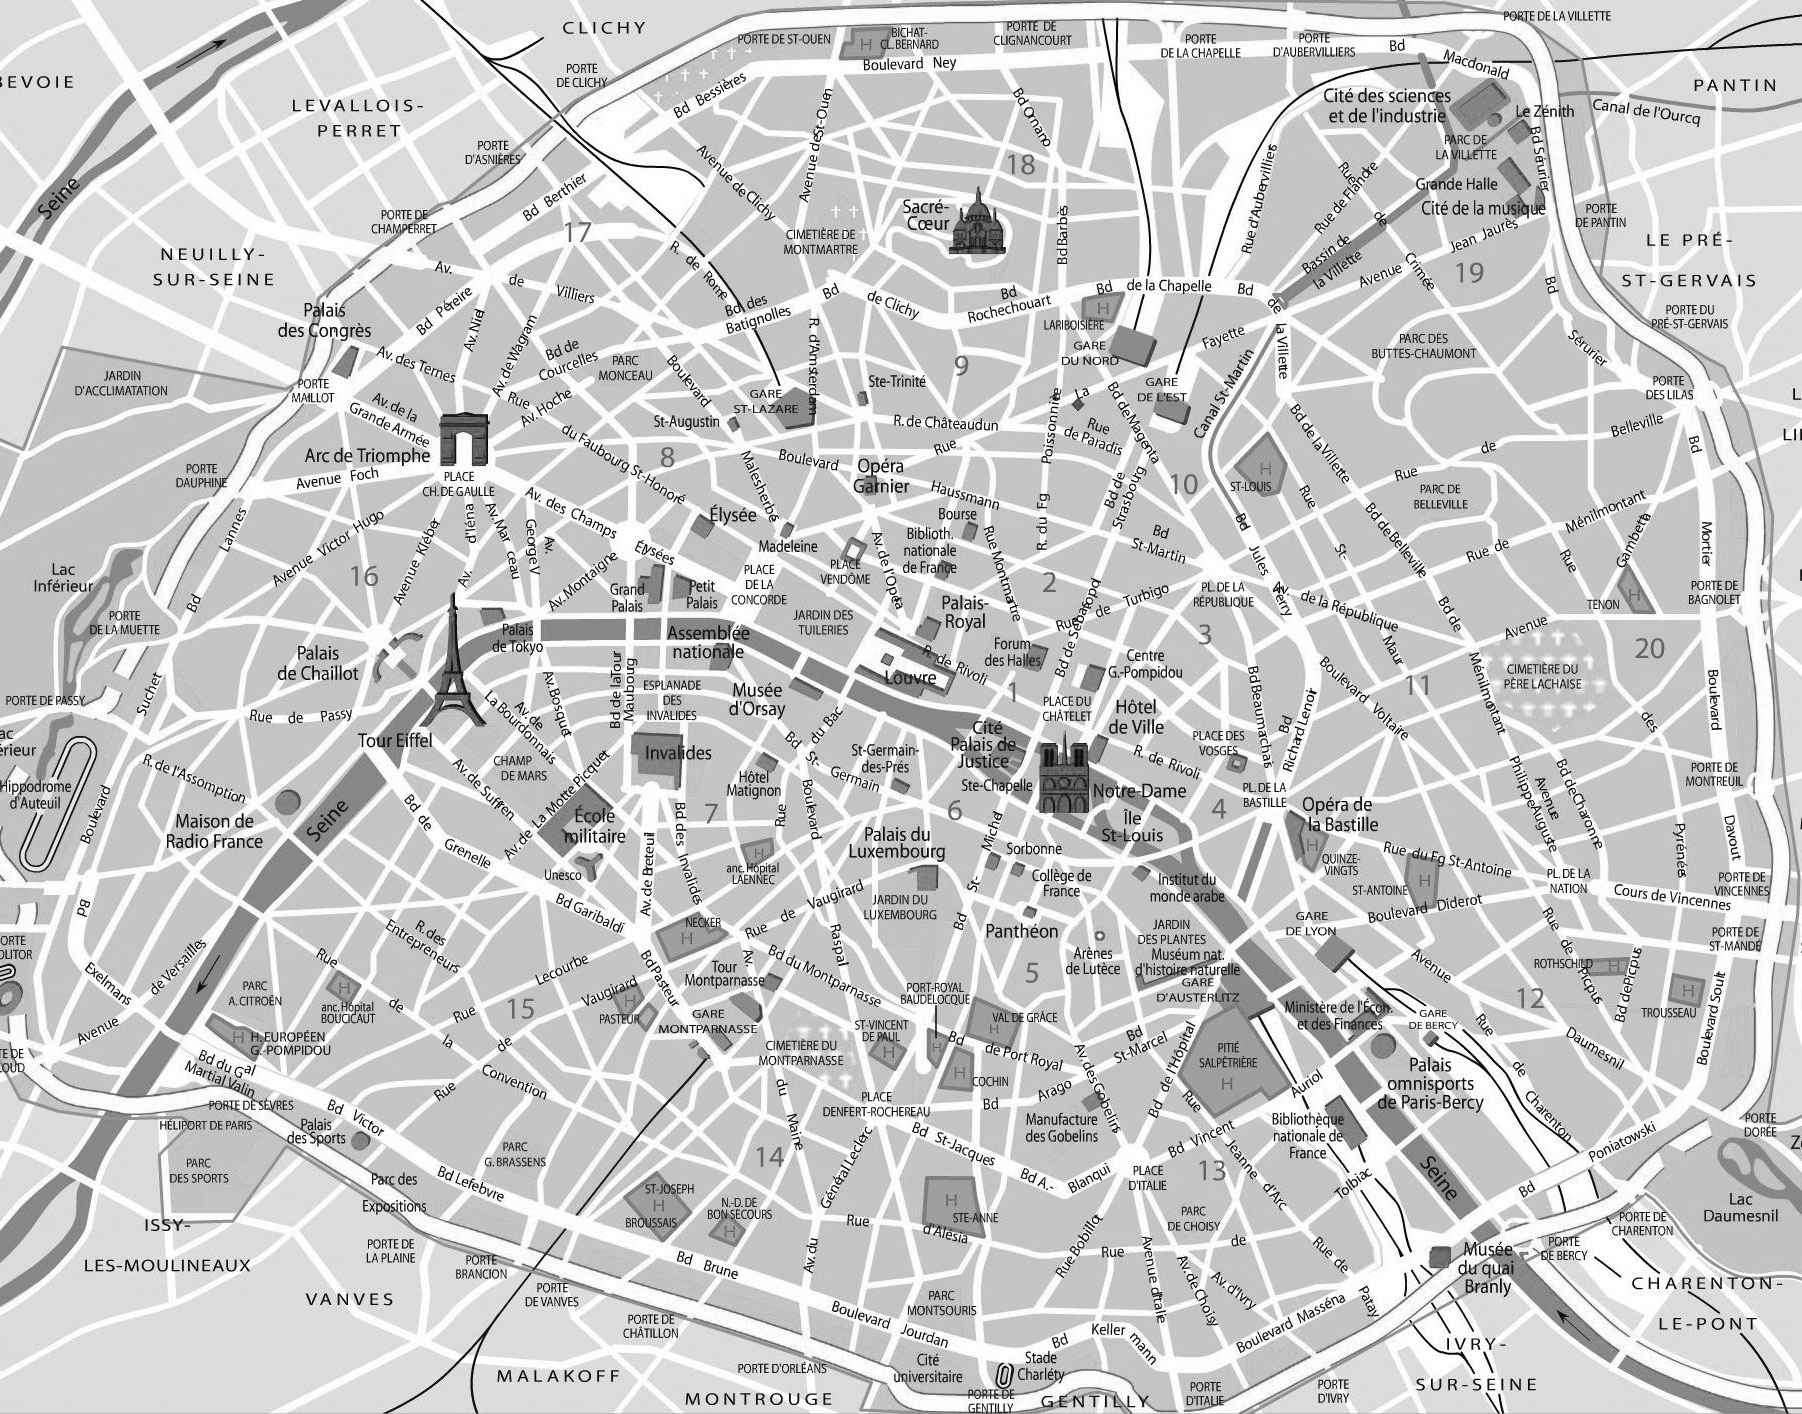 CLICHY
PORTE DE ST-OUEN
BICHAT-
CL.BERNARD
H
PORTE DE
CLIGNANCOURT
PORTE
DE LA CHAPELLE
PORTE
D'AUBERVILLIERS
Bd
Macdonald
PORTE DE LA VILLETTE
PANTIN
Canal de l'Ourcq
BEVOIE
LEVALLOIS-
PERRET
PORTE
DE CLICHY
Bd Bessières
Boulevard Ney
Bd Ornano
Cité des sciences
et de l'industrie
Le Zénith
PARC DE
LA VILLETTE
Bd Sérurier
Grande Halle
Cité de la musique
PORTE
DE PANTIN
LE PRÉ-
ST-GERVAIS
PORTE DU
PRÉ-ST-GERVAIS
Seine
PORTE
D'ASNIÈRES
Avenue de Clichy
Avenue de St-Ouen
18
Sacré-
Cœur
Bd Barbès
Rue d'Aubervilliers
Rue de Flandre
Rue
de
Crimée
Bassin de
la Villette
Avenue
Jean Jaurès
19
NEUILLY-
SUR-SEINE
PORTE DE
CHAMPERRET
Bd Berthier
17
CIMETIÈRE DE
MONTMARTRE
R. de Rome
Av.
de
Villiers
Bd des
Batignolles
Bd
de Clichy
Bd
Rochechouart
Bd
de la Chapelle
Bd
de
la Villette
Bd
Sérurier
Palais
des Congrès
Bd Péreire
Av. Niel
Av. de Wagram
Bd de
Courcelles
PARC
MONCEAU
R. d'Amsterdam
LARIBOISIÈRE
H
GARE
DU NORD
Fayette
PARC DES
BUTTES-CHAUMONT
PORTE
DES LILAS
JARDIN
D'ACCLIMATATION
PORTE
MAILLOT
Av. des Ternes
Av. de la
Grande Armée
Rue
Av. Hoche
du Faubourg St-Honoré
Boulevard
Malesherbes
St-Augustin
GARE
ST-LAZARE
Ste-Trinité
9
La
Rue
de Paradis
Bd de Magenta
GARE
DE L'EST
Canal St-Martin
R. de Châteaudun
Poissonnière
R. du Fg
Bd de la Villette
Rue
de
Belleville
Bd
Mortier
PORTE
DAUPHINE
Arc de Triomphe
PLACE
CH. DE GAULLE
Avenue Foch
8
Boulevard
Haussmann
Opéra
Garnier
Rue
10
ST-LOUIS
H
PARC DE
BELLEVILLE
Rue de
Ménilmontant
Lannes
Avenue Victor Hugo
Avenue Kléber
Av.
d'Iéna
Av. Marceau
Av.
George V
Av. des Champs
Élysées
Av. Montaigne
Élysée
Madeleine
Bourse
Biblioth.
nationale
de France
Rue Montmartre
Bd de
Strasbourg
Bd
St-Martin
Bd
Jules
Ferry
Rue
St-
Maur
Bd de Belleville
Rue
Gambetta
Avenue
TENON
H
PORTE DE
BAGNOLET
Lac
Inférieur
16
PORTE
DE LA MUETTE
Bd
Suchet
PLACE
VENDÔME
Av. de l'Opéra
2
Rue de Turbigo
Bd de Sébastopol
PL. DE LA
RÉPUBLIQUE
Av. de la République
Grand
Palais
Petit
Palais
PLACE
DE LA
CONCORDE
JARDIN DES
TUILERIES
Palais-
Royal
3
20
Palais
de Chaillot
Palais
de Tokyo
Assemblée
nationale
Louvre
R. de Rivoli
Forum
des Halles
Centre
G.-Pompidou
Bd Beaumarchais
Bd
Richard Lenoir
Boulevard Voltaire
11
Bd de
Ménilmontant
CIMETIÈRE DU
PÈRE LACHAISE
des
Pyrénées
Boulevard
Davout
PORTE DE PASSY
Rue de Passy
Tour Eiffel
Av. de
La Bourdonnais
Av. Bosquet
Bd de la Tour
Maubourg
ESPLANADE
DES
INVALIDES
Musée
d'Orsay
Bd
St-
Germain
du Bac
Rue
1
PLACE DU
CHÂTELET
Hôtel
de Ville
PLACE DES
VOSGES
R. de Rivoli
Philippe Auguste
Avenue
Bd de Charonne
PORTE DE
MONTREUIL
Hippodrome
d'Auteuil
R. de l'Assomption
CHAMP
DE MARS
Av. de Suffren
Av. de La Motte Picquet
Invalides
Hôtel
Matignon
St-Germain-
des-Prés
Cité
Palais de
Justice
Ste-Chapelle
Notre-Dame
Île
St-Louis
4
PL. DE LA
BASTILLE
Opéra de
la Bastille
Boulevard
Maison de
Radio France
Seine
Bd de
Grenelle
École
militaire
Unesco
7
Bd des Invalides
Av. de Breteuil
anc. Hôpital
LAENNEC
H
Boulevard
Raspail
6
Palais du
Luxembourg
JARDIN DU
LUXEMBOURG
Bd
St-
Michel
Sorbonne
Collège de
France
Panthéon
Institut du
monde arabe
QUINZE-
VINGTS
H
Rue du Fg St-Antoine
ST-ANTOINE
H
PL. DE LA
NATION
Cours de Vincennes
PORTE DE
VINCENNES
Boulevard Diderot
GARE
DE LYON
Bd
Exelmans
Avenue
de Versailles
R. des
Entrepreneurs
Bd Garibaldi
NECKER
H
Rue de Vaugirard
Bd du Montparnasse
Arènes
de Lutèce
JARDIN
DES PLANTES
Muséum nat.
d'histoire naturelle
5
GARE
D'AUSTERLITZ
Avenue
Daumesnil
Rue de Picpus
ROTHSCHILD
H
Bd de Picpus
PORTE DE
ST-MANDÉ
TROUSSEAU
H
Boulevard Soult
12
PARC
A. CITROËN
Rue
de
la
Convention
anc. Hôpital
BOUCICAUT
H
Lecourbe
Rue
Vaugirard
de
Rue
15
PASTEUR
H
Bd Pasteur
Tour
Montparnasse
Av.
du
Maine
GARE
MONTPARNASSE
CIMETIÈRE DU
MONTPARNASSE
ST-VINCENT
DE PAUL
H
PORT-ROYAL
BAUDELOCQUE
H
VAL DE GRÂCE
H
Bd
de Port Royal
COCHIN
H
Bd
Arago
Bd
St-Marcel
Av. des Gobelins
Bd de l'Hôpital
PITIÉ
SALPÊTRIÈRE
H
Ministère de l'Écon.
et des Finances
GARE
DE BERCY
Rue
de
Charenton
Palais
omnisports
de Paris-Bercy
H. EUROPÉEN
G.-POMPIDOU
H
Bd du Gal
Martial Valin
PORTE DE SÈVRES
HÉLIPORT DE PARIS
Bd Victor
Palais
des Sports
PLACE
DENFERT-ROCHEREAU
Bd St-Jacques
Manufacture
des Gobelins
Rue
Jeanne d'Arc
Bd Vincent
Auriol
Bibliothèque
nationale de
France
Tolbiac
PORTE
DORÉE
PARC
DES SPORTS
Parc des
Expositions
PARC
G. BRASSENS
Bd Lefebvre
14
Général Leclerc
Av. du
Bd A.-
Blanqui
PLACE
D'ITALIE
13
Seine
Bd
Poniatowski
Lac
Daumesnil
ISSY-
LES-MOULINEAUX
ST-JOSEPH
H
BROUSSAIS
N.-D. DE
BON SECOURS
H
Rue
d'Alésia
STE-ANNE
H
Rue Bobillot
Rue
de
PARC
DE CHOISY
Avenue d'Italie
Av. de Choisy
Av. d'Ivry
Rue de
Patay
Musée
du quai
Branly
PORTE
DE BERCY
PORTE DE
CHARENTON
CHARENTON-
LE-PONT
PORTE DE
LA PLAINE
PORTE
BRANCION
PORTE
DE VANVES
VANVES
Bd Brune
PORTE DE
CHÂTILLON
Boulevard Jourdan
PARC
MONTSOURIS
Bd
Kellermann
Boulevard Masséna
MALAKOFF
MONTROUGE
PORTE D'ORLÉANS
Cité
universitaire
Stade
Charléty
PORTE DE
GENTILLY
GENTILLY
PORTE
D'ITALIE
PORTE
D'IVRY
IVRY-
SUR-SEINE